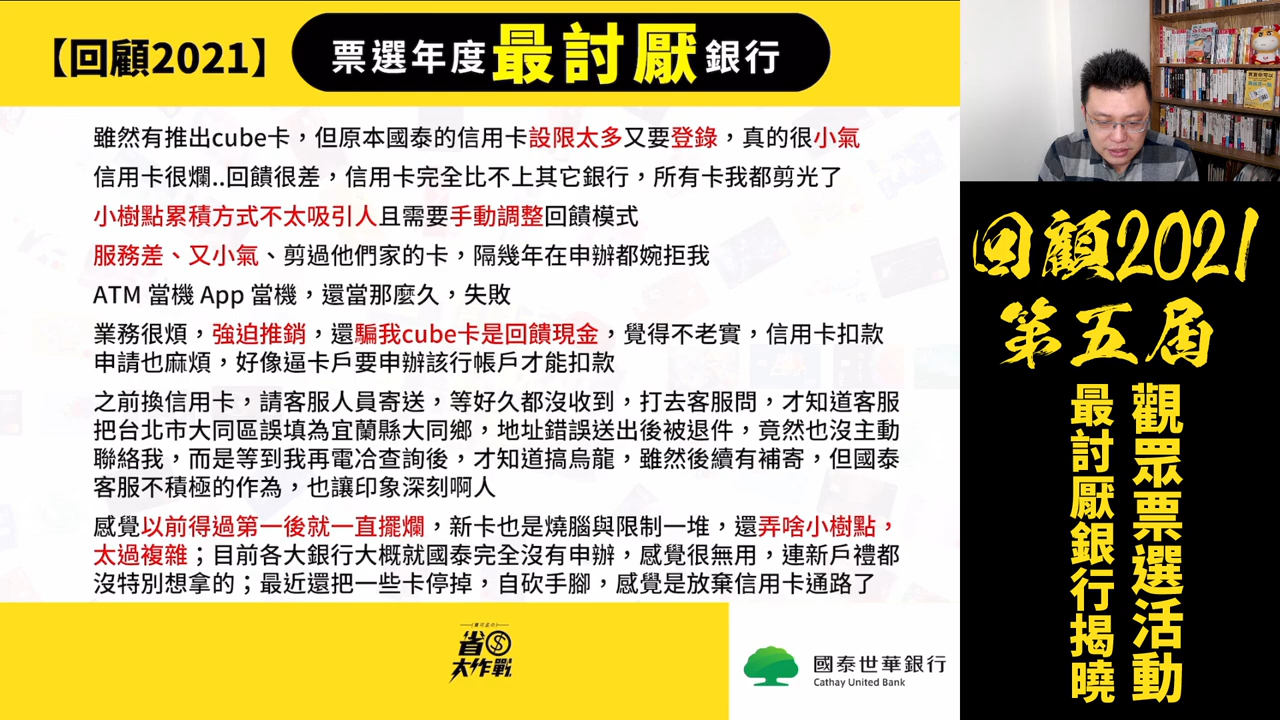 【回顧2021】
票選年度最討厭銀行
雖然有推出cube卡，但原本國泰的信用卡設限太多又要登錄，真的很小氣
信用卡很爛..回饋很差，信用卡完全比不上其它銀行，所有卡我都剪光了
小樹點累積方式不太吸引人且需要手動調整回饋模式
服務差、又小氣、剪過他們家的卡，隔幾年在申辦都婉拒我
ATM 當機 App 當機，還當那麼久，失敗
業務很煩，強迫推銷，還騙我cube卡是回饋現金，覺得不老實，信用卡扣款
申請也麻煩，好像逼卡戶要申辦該行帳戶才能扣款
之前換信用卡，請客服人員寄送，等好久都沒收到，打去客服問，才知道客服
把台北市大同區誤填為宜蘭縣大同鄉，地址錯誤送出後被退件，竟然也沒主動
聯絡我，而是等到我再電冾查詢後，才知道搞烏龍，雖然後續有補寄，但國泰
客服不積極的作為，也讓印象深刻啊人
感覺以前得過第一後就一直擺爛，新卡也是燒腦與限制一堆，還弄啥小樹點，
太過複雜；目前各大銀行大概就國泰完全沒有申辦，感覺很無用，連新戶禮都
沒特別想拿的；最近還把一些卡停掉，自砍手腳，感覺是放棄信用卡通路了
省
大作戰
國泰世華銀行
Cathay United Bank
回顧2021
第五屆
觀眾票選活動
最討厭銀行揭曉